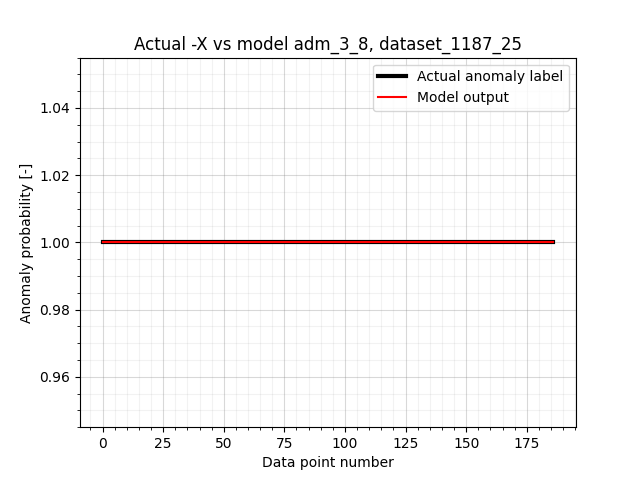 Actual -X vs model adm_3_8, dataset_1187_25
Actual anomaly label
Model output
Anomaly probability [-]
1.04
1.02
1.00
0.98
0.96
0 25 50 75 100 125 150 175
Data point number